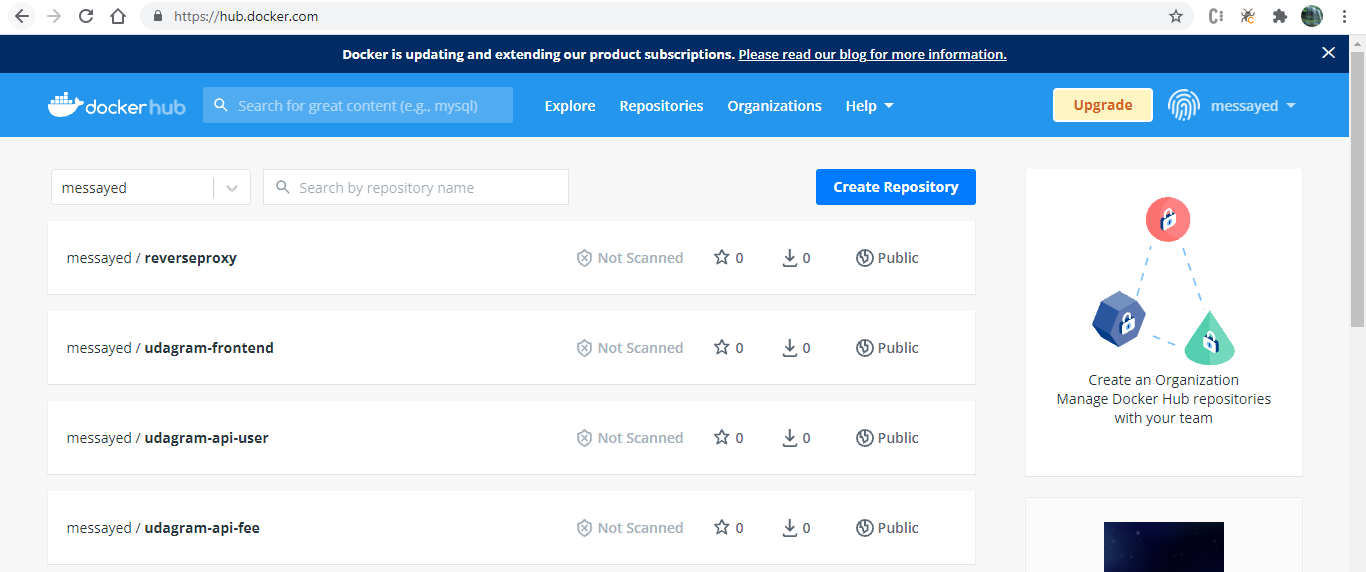 https://hub.docker.com
Docker is updating and extending our product subscriptions. Please read our blog for more information.
docker hub Search for great content (e.g., mysql) Explore Repositories Organizations Help Upgrade messayed
messayed Search by repository name Create Repository
messayed / reverseproxy Not Scanned 0 0 Public
messayed / udagram-frontend Not Scanned 0 0 Public
messayed / udagram-api-user Not Scanned 0 0 Public
messayed / udagram-api-fee Not Scanned 0 0 Public
Create an Organization
Manage Docker Hub repositories
with your team